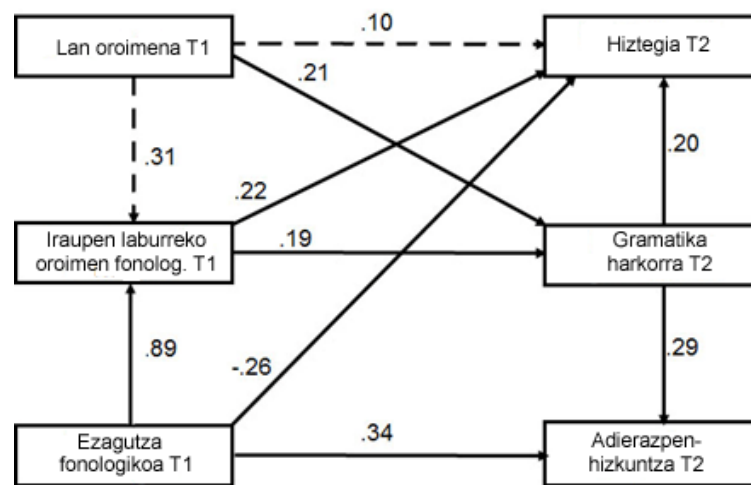 Lan oroimena T1
.10
Hiztegia T2
.21
.31
.20
.22
Iraupen laburreko
oroimen fonolog. T1
.19
Gramatika
harkorra T2
.89
-.26
.29
Ezagutza
fonologikoa T1
.34
Adierazpen-
hizkuntza T2